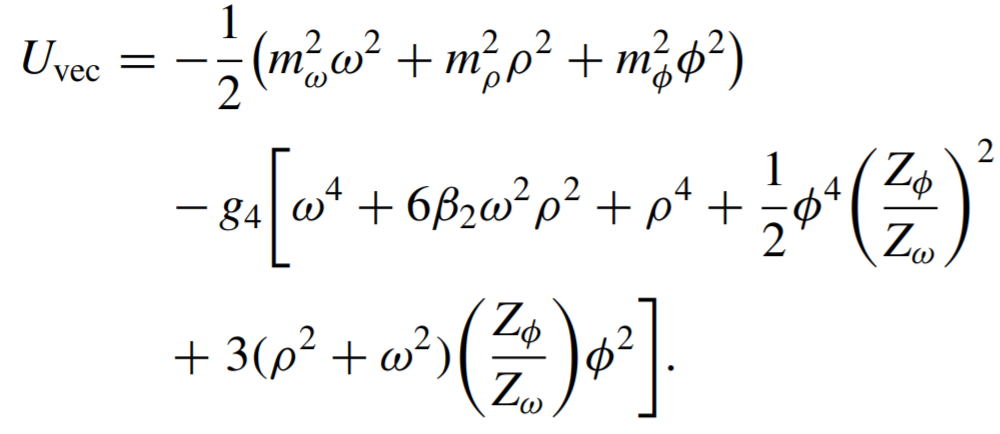 U_vec = −1/2(m_ω^2 ω^2 + m_ρ^2 ρ^2 + m_ϕ^2 ϕ^2)
− g_4[ω^4 + 6β_2 ω^2 ρ^2 + ρ^4 + 1/2 ϕ^4 (Z_ϕ/Z_ω)^2
+ 3(ρ^2 + ω^2)(Z_ϕ/Z_ω)ϕ^2].